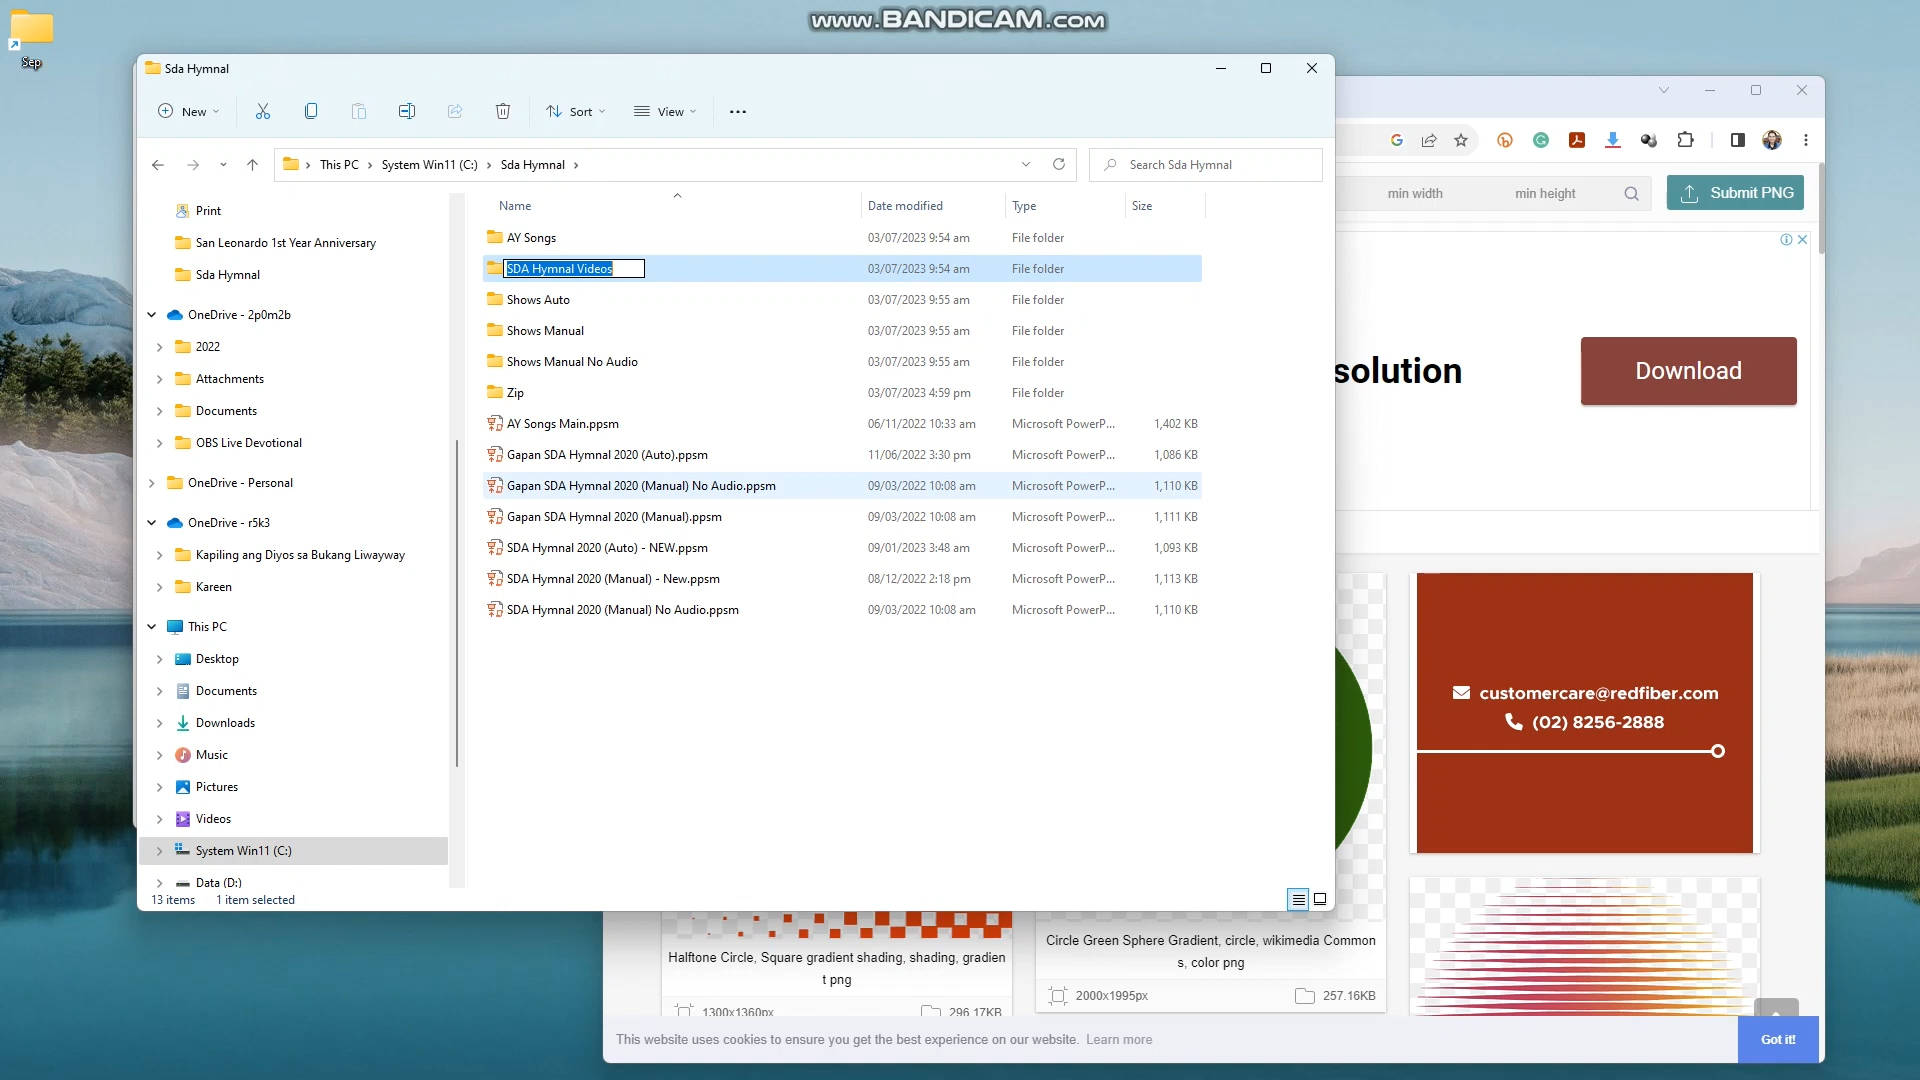 www.BANDICAM.com
Sep
Sda Hymnal
New
Sort
View
This PC
System Win11 (C:)
Sda Hymnal
Search Sda Hymnal
Name
Date modified
Type
Size
Print
San Leonardo 1st Year Anniversary
Sda Hymnal
OneDrive - 2p0m2b
2022
Attachments
Documents
OBS Live Devotional
OneDrive - Personal
OneDrive - r5k3
Kapiling ang Diyos sa Bukang Liwayway
Kareen
This PC
Desktop
Documents
Downloads
Music
Pictures
Videos
System Win11 (C:)
Data (D:)
AY Songs 03/07/2023 9:54 am File folder
SDA Hymnal Videos 03/07/2023 9:54 am File folder
Shows Auto 03/07/2023 9:55 am File folder
Shows Manual 03/07/2023 9:55 am File folder
Shows Manual No Audio 03/07/2023 9:55 am File folder
Zip 03/07/2023 4:59 pm File folder
AY Songs Main.ppsm 06/11/2022 10:33 am Microsoft PowerP... 1,402 KB
Gapan SDA Hymnal 2020 (Auto).ppsm 11/06/2022 3:30 pm Microsoft PowerP... 1,086 KB
Gapan SDA Hymnal 2020 (Manual) No Audio.ppsm 09/03/2022 10:08 am Microsoft PowerP... 1,110 KB
Gapan SDA Hymnal 2020 (Manual).ppsm 09/03/2022 10:08 am Microsoft PowerP... 1,111 KB
SDA Hymnal 2020 (Auto) - NEW.ppsm 09/01/2023 3:48 am Microsoft PowerP... 1,093 KB
SDA Hymnal 2020 (Manual) - New.ppsm 08/12/2022 2:18 pm Microsoft PowerP... 1,113 KB
SDA Hymnal 2020 (Manual) No Audio.ppsm 09/03/2022 10:08 am Microsoft PowerP... 1,110 KB
13 items 1 item selected
min width
min height
Submit PNG
solution
Download
customercare@redfiber.com
(02) 8256-2888
Halftone Circle, Square gradient shading, shading, gradien
t png
1300x1360px 296.17KB
Circle Green Sphere Gradient, circle, wikimedia Common
s, color png
2000x1995px 257.16KB
This website uses cookies to ensure you get the best experience on our website. Learn more
Got it!